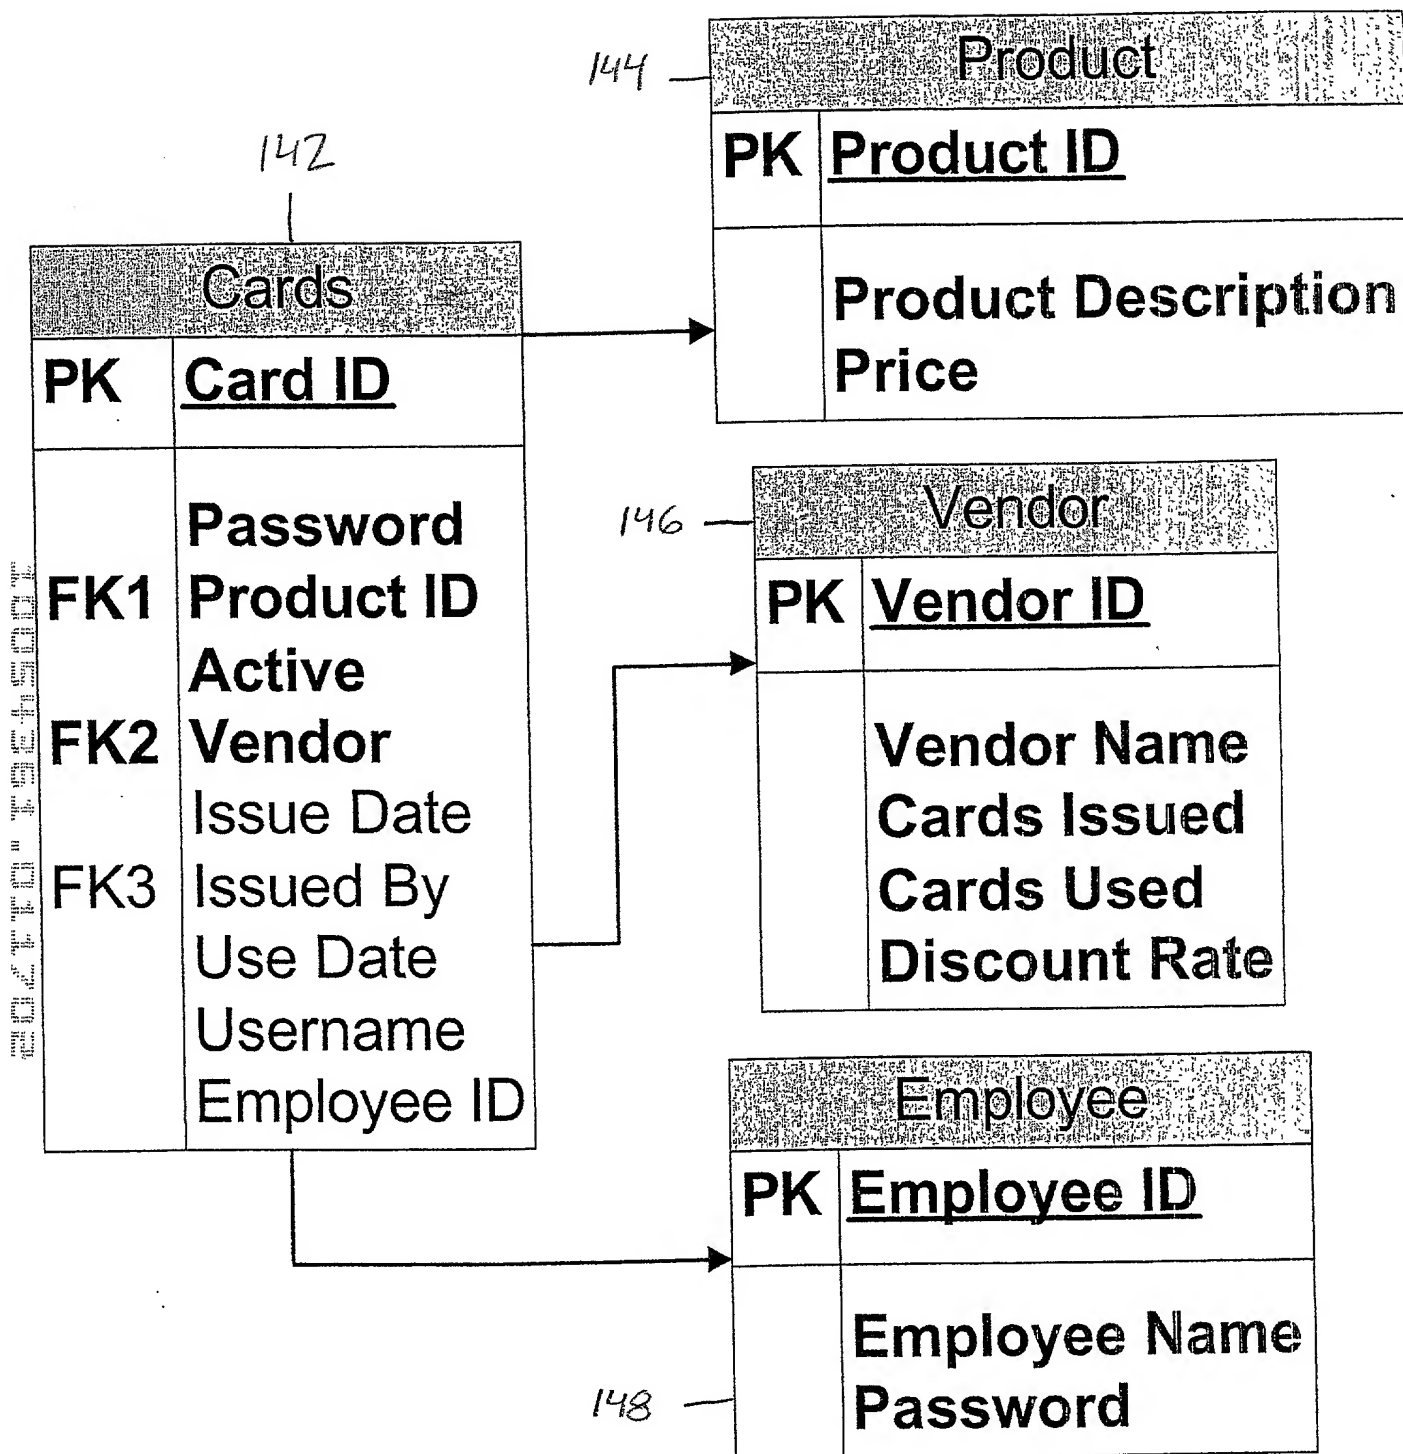 142
Cards
PK Card ID
Password
FK1 Product ID
Active
FK2 Vendor
Issue Date
FK3 Issued By
Use Date
Username
Employee ID
144
Product
PK Product ID
Product Description
Price
146
Vendor
PK Vendor ID
Vendor Name
Cards Issued
Cards Used
Discount Rate
Employee
PK Employee ID
Employee Name
Password
148